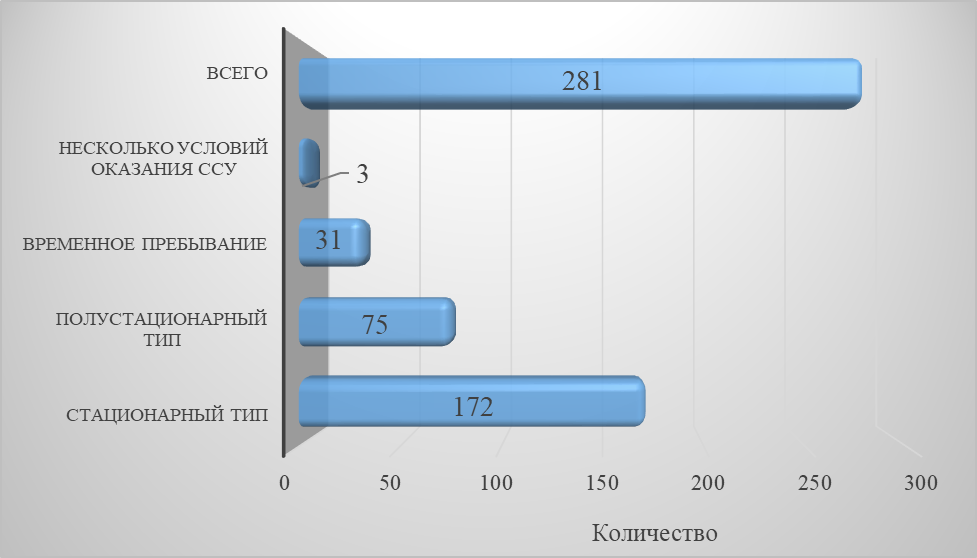 ВСЕГО
281
НЕСКОЛЬКО УСЛОВИЙ
ОКАЗАНИЯ ССУ
3
ВРЕМЕННОЕ ПРЕБЫВАНИЕ
31
ПОЛУСТАЦИОНАРНЫЙ
ТИП
75
СТАЦИОНАРНЫЙ ТИП
172
0 50 100 150 200 250 300
Количество